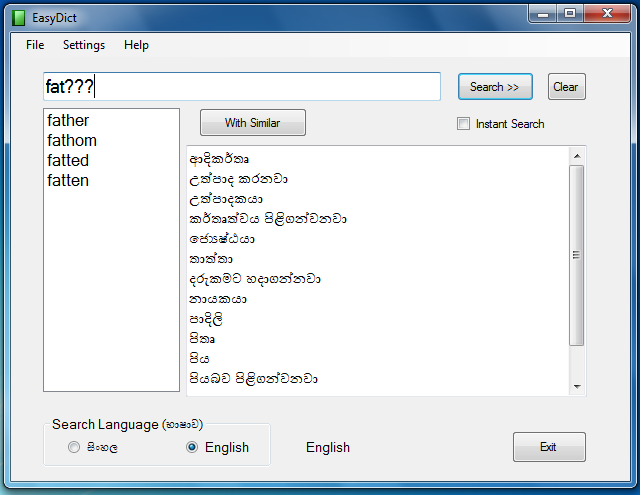 EasyDict
File Settings Help
fat???
Search >>
Clear
father
fathom
fatted
fatten
With Similar
Instant Search
ආදිකර්තෘ
උත්පාද කරනවා
උත්පාදකයා
කර්තෘත්වය පිළිගන්වනවා
ජ්‍යෙෂ්ඨයා
තාත්තා
දරුකමට හදාගන්නවා
නායකයා
පාදිලි
පිතෘ
පිය
පියබව පිළිගන්වනවා
Search Language (භාෂාව)
සිංහල
English
English
Exit